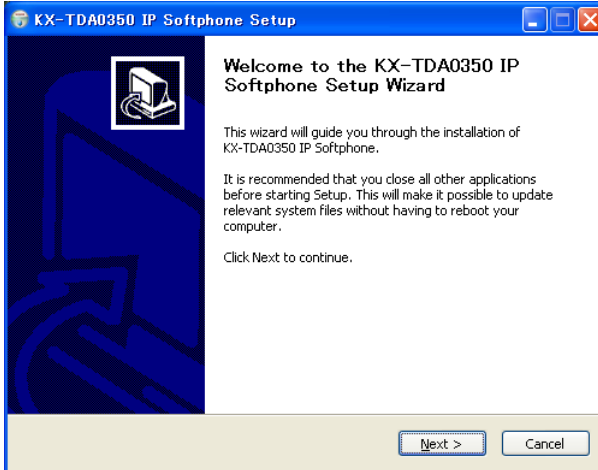 KX-TDA0350 IP Softphone Setup
Welcome to the KX-TDA0350 IP
Softphone Setup Wizard
This wizard will guide you through the installation of
KX-TDA0350 IP Softphone.
It is recommended that you close all other applications
before starting Setup. This will make it possible to update
relevant system files without having to reboot your
computer.
Click Next to continue.
Next >
Cancel